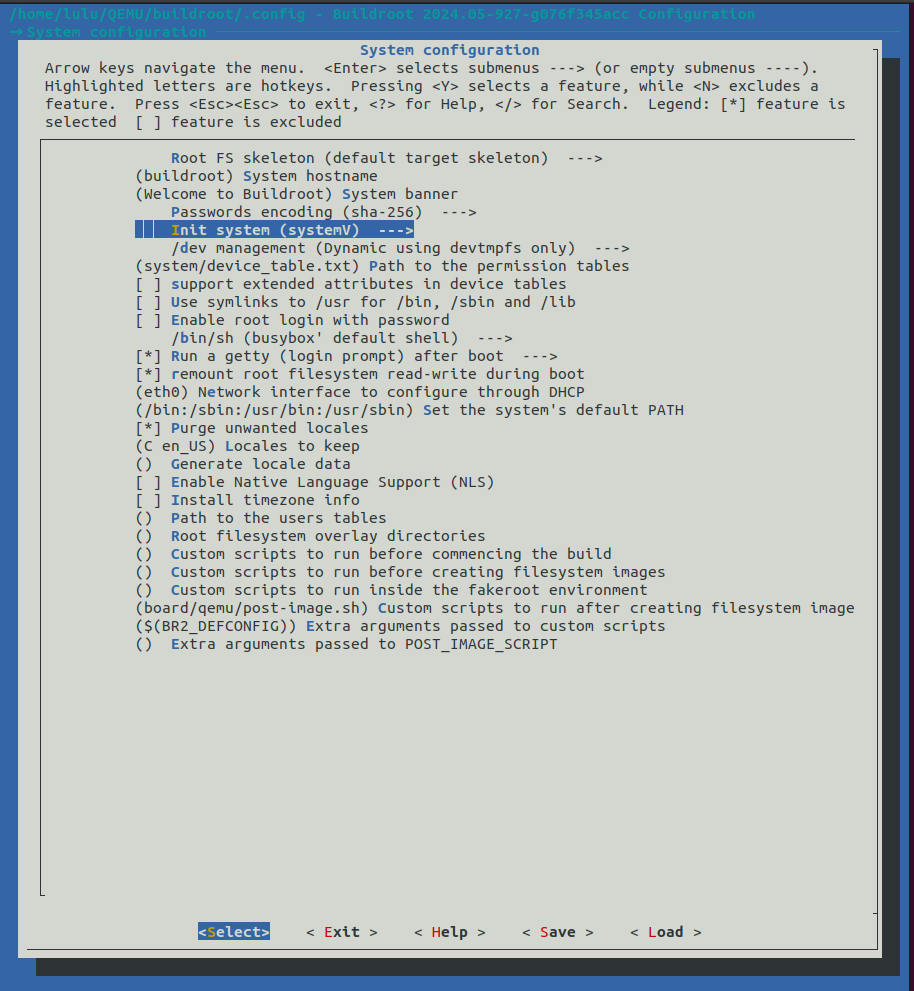 /home/lulu/QEMU/buildroot/.config - Buildroot 2024.05-927-g076f345acc Configuration
→ System configuration
System configuration
Arrow keys navigate the menu.  <Enter> selects submenus ---> (or empty submenus ----).
Highlighted letters are hotkeys.  Pressing <Y> selects a feature, while <N> excludes a
feature.  Press <Esc><Esc> to exit, <?> for Help, </> for Search.  Legend: [*] feature is
selected  [ ] feature is excluded
Root FS skeleton (default target skeleton)  --->
(buildroot) System hostname
(Welcome to Buildroot) System banner
Passwords encoding (sha-256)  --->
Init system (systemV)  --->
/dev management (Dynamic using devtmpfs only)  --->
(system/device_table.txt) Path to the permission tables
[ ] support extended attributes in device tables
[ ] Use symlinks to /usr for /bin, /sbin and /lib
[ ] Enable root login with password
/bin/sh (busybox' default shell)  --->
[*] Run a getty (login prompt) after boot  --->
[*] remount root filesystem read-write during boot
(eth0) Network interface to configure through DHCP
(/bin:/sbin:/usr/bin:/usr/sbin) Set the system's default PATH
[*] Purge unwanted locales
(C en_US) Locales to keep
()  Generate locale data
[ ] Enable Native Language Support (NLS)
[ ] Install timezone info
()  Path to the users tables
()  Root filesystem overlay directories
()  Custom scripts to run before commencing the build
()  Custom scripts to run before creating filesystem images
()  Custom scripts to run inside the fakeroot environment
(board/qemu/post-image.sh) Custom scripts to run after creating filesystem image
($(BR2_DEFCONFIG)) Extra arguments passed to custom scripts
()  Extra arguments passed to POST_IMAGE_SCRIPT
<Select>    < Exit >    < Help >    < Save >    < Load >